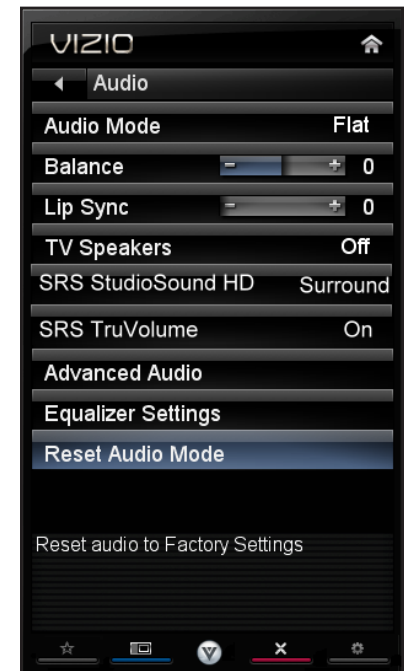 VIZIO
Audio
Audio Mode Flat
Balance - + 0
Lip Sync - + 0
TV Speakers Off
SRS StudioSound HD Surround
SRS TruVolume On
Advanced Audio
Equalizer Settings
Reset Audio Mode
Reset audio to Factory Settings
V